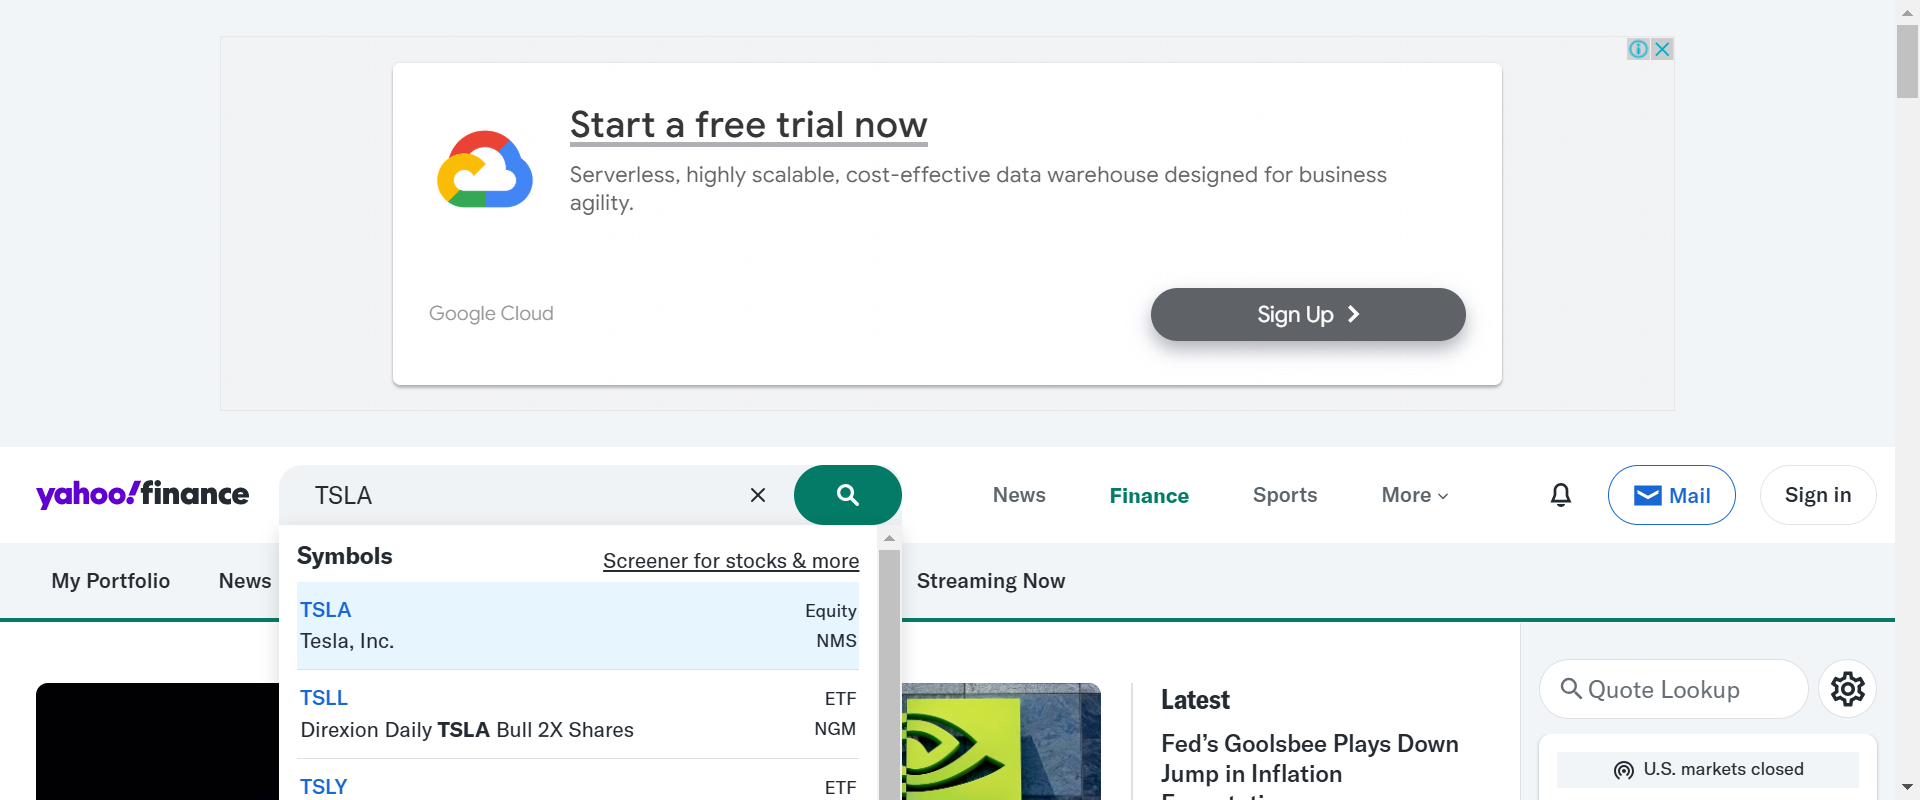 Start a free trial now
Serverless, highly scalable, cost-effective data warehouse designed for business
agility.
Google Cloud
Sign Up
yahoo!finance
TSLA
News
Finance
Sports
More
Mail
Sign in
My Portfolio
News
Streaming Now
Symbols
Screener for stocks & more
TSLA
Equity
Tesla, Inc.
NMS
TSLL
ETF
Direxion Daily TSLA Bull 2X Shares
NGM
TSLY
ETF
Latest
Fed’s Goolsbee Plays Down
Jump in Inflation
Quote Lookup
U.S. markets closed